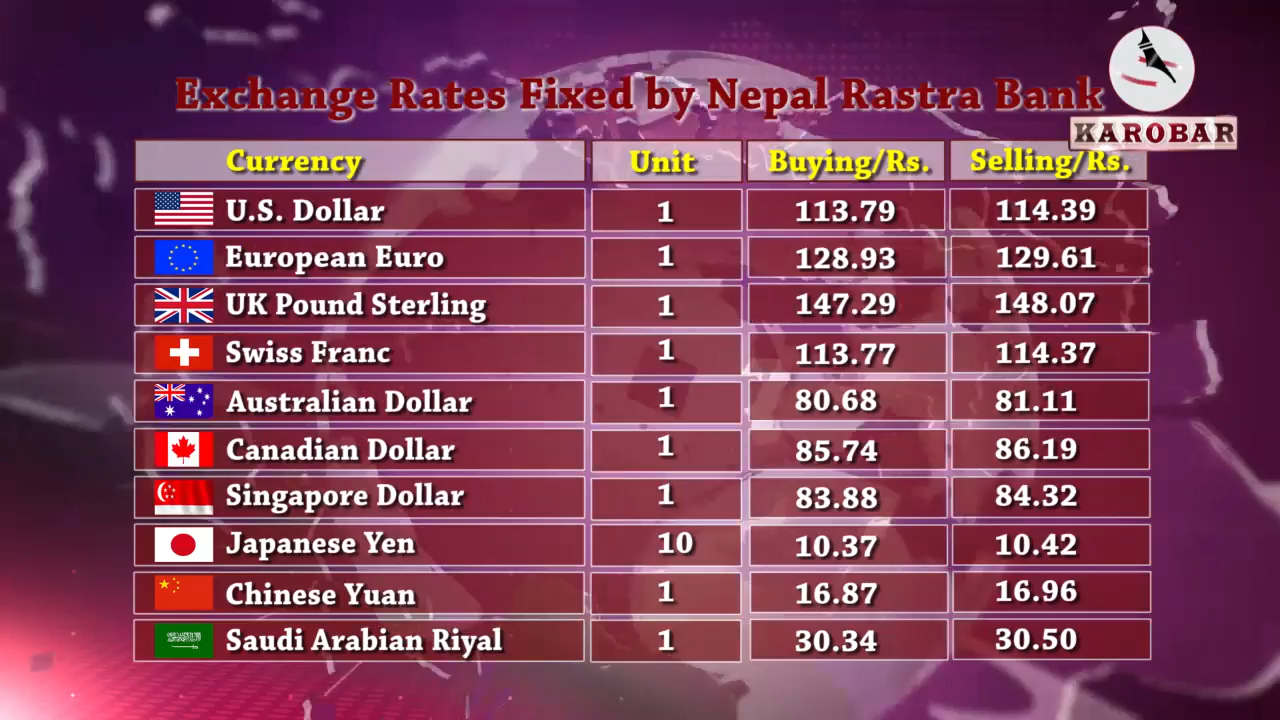 Exchange Rates Fixed by Nepal Rastra Bank
KAROBAR
Currency Unit Buying/Rs. Selling/Rs.
U.S. Dollar 1 113.79 114.39
European Euro 1 128.93 129.61
UK Pound Sterling 1 147.29 148.07
Swiss Franc 1 113.77 114.37
Australian Dollar 1 80.68 81.11
Canadian Dollar 1 85.74 86.19
Singapore Dollar 1 83.88 84.32
Japanese Yen 10 10.37 10.42
Chinese Yuan 1 16.87 16.96
Saudi Arabian Riyal 1 30.34 30.50